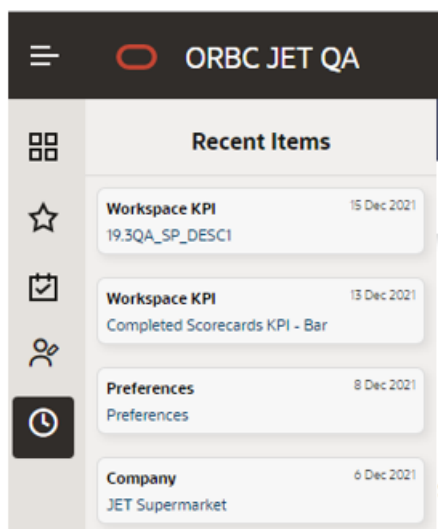 ORBC JET QA
Recent Items
Workspace KPI 15 Dec 2021
19.3QA_SP_DESC1
Workspace KPI 13 Dec 2021
Completed Scorecards KPI - Bar
Preferences 8 Dec 2021
Preferences
Company 6 Dec 2021
JET Supermarket